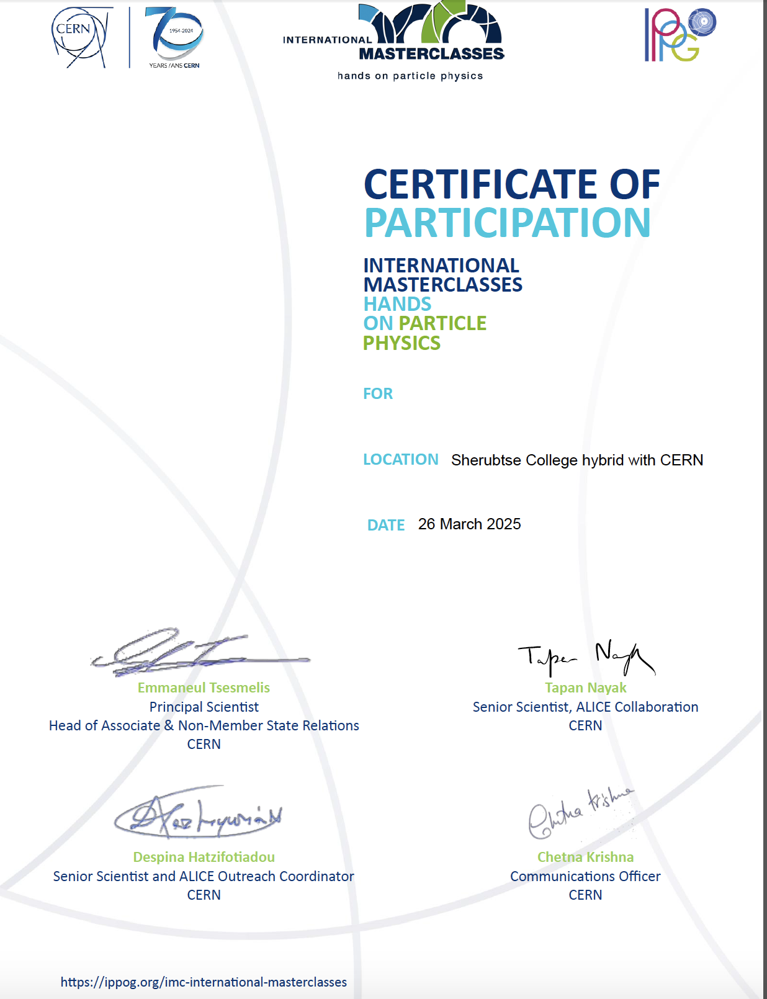 CERN
1954-2024
YEARS /ANS CERN
INTERNATIONAL
MASTERCLASSES
hands on particle physics
IPPOG
CERTIFICATE OF
PARTICIPATION
INTERNATIONAL
MASTERCLASSES
HANDS
ON PARTICLE
PHYSICS
FOR
LOCATION Sherubtse College hybrid with CERN
DATE 26 March 2025
Tapan Nayak
Emmaneul Tsesmelis
Principal Scientist
Head of Associate & Non-Member State Relations
CERN
Tapan Nayak
Senior Scientist, ALICE Collaboration
CERN
Chetna Krishna
Despina Hatzifotiadou
Senior Scientist and ALICE Outreach Coordinator
CERN
Chetna Krishna
Communications Officer
CERN
https://ippog.org/imc-international-masterclasses